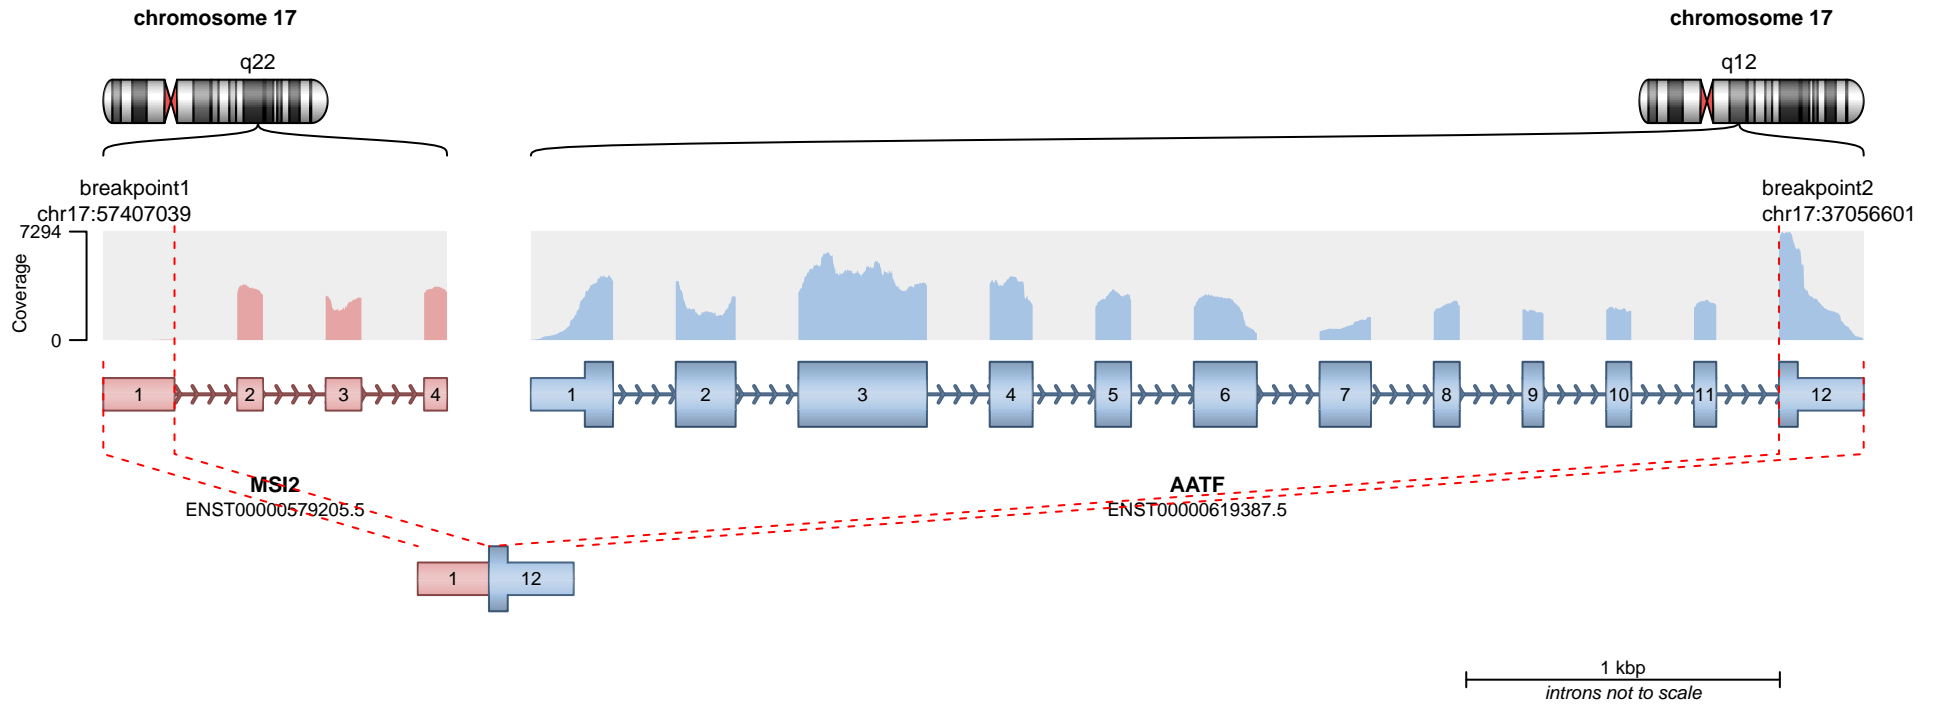 chromosome 17
chromosome 17
q22
q12
breakpoint1
chr17:57407039
breakpoint2
chr17:37056601
7294
Coverage
0
1 2 3 4
1 2 3 4 5 6 7 8 9 10 11 12
MSI2
ENST00000579205.5
AATF
ENST00000619387.5
1 12
1 kbp
introns not to scale